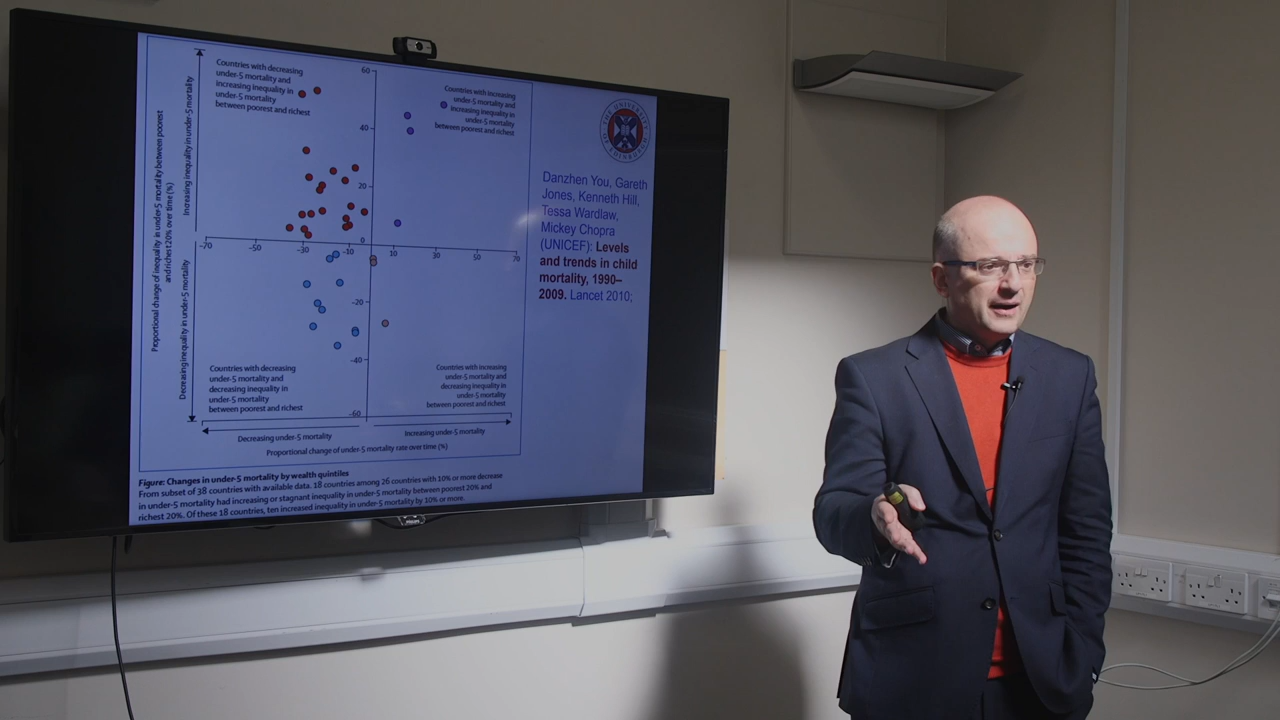 Countries with decreasing
under-5 mortality and
increasing inequality in
under-5 mortality
between poorest and richest
Countries with increasing
under-5 mortality and
increasing inequality in
under-5 mortality
between poorest and richest
Proportional change of inequality in under-5 mortality between poorest
and richest 20% over time (%)
Increasing inequality in under-5 mortality
Decreasing inequality in under-5 mortality
60
40
20
0
-20
-40
-60
-70
-50
-30
-10
10
30
50
70
Countries with decreasing
under-5 mortality and
decreasing inequality in
under-5 mortality
between poorest and richest
Countries with increasing
under-5 mortality and
decreasing inequality in
under-5 mortality
between poorest and richest
Decreasing under-5 mortality
Increasing under-5 mortality
Proportional change of under-5 mortality rate over time (%)
Figure: Changes in under-5 mortality by wealth quintiles
From subset of 38 countries with available data. 18 countries among 26 countries with 10% or more decrease
in under-5 mortality had increasing or stagnant inequality in under-5 mortality between poorest 20% and
richest 20%. Of these 18 countries, ten increased inequality in under-5 mortality by 10% or more.
THE UNIVERSITY
OF EDINBURGH
Danzhen You, Gareth
Jones, Kenneth Hill,
Tessa Wardlaw,
Mickey Chopra
(UNICEF): Levels
and trends in child
mortality, 1990–
2009. Lancet 2010;
PHILIPS